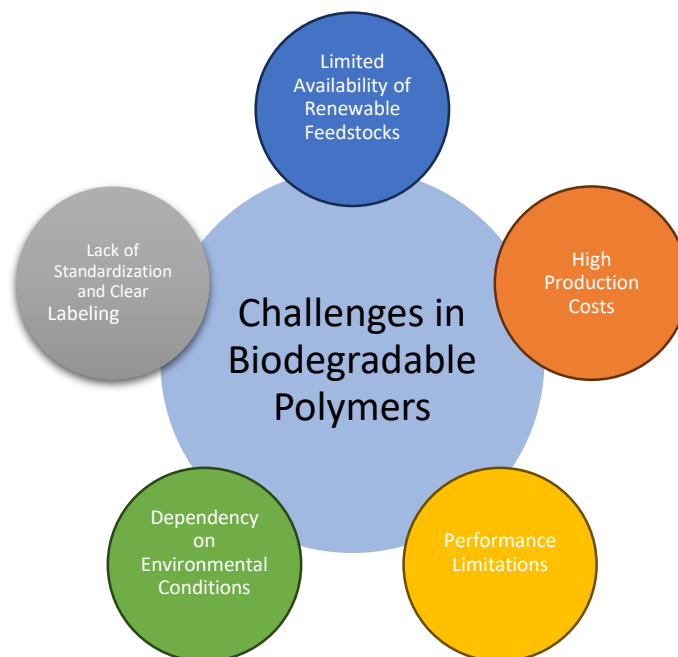 Limited
Availability of
Renewable
Feedstocks
Lack of
Standardization
and Clear
Labeling
High
Production
Costs
Challenges in
Biodegradable
Polymers
Dependency
on
Environmental
Conditions
Performance
Limitations